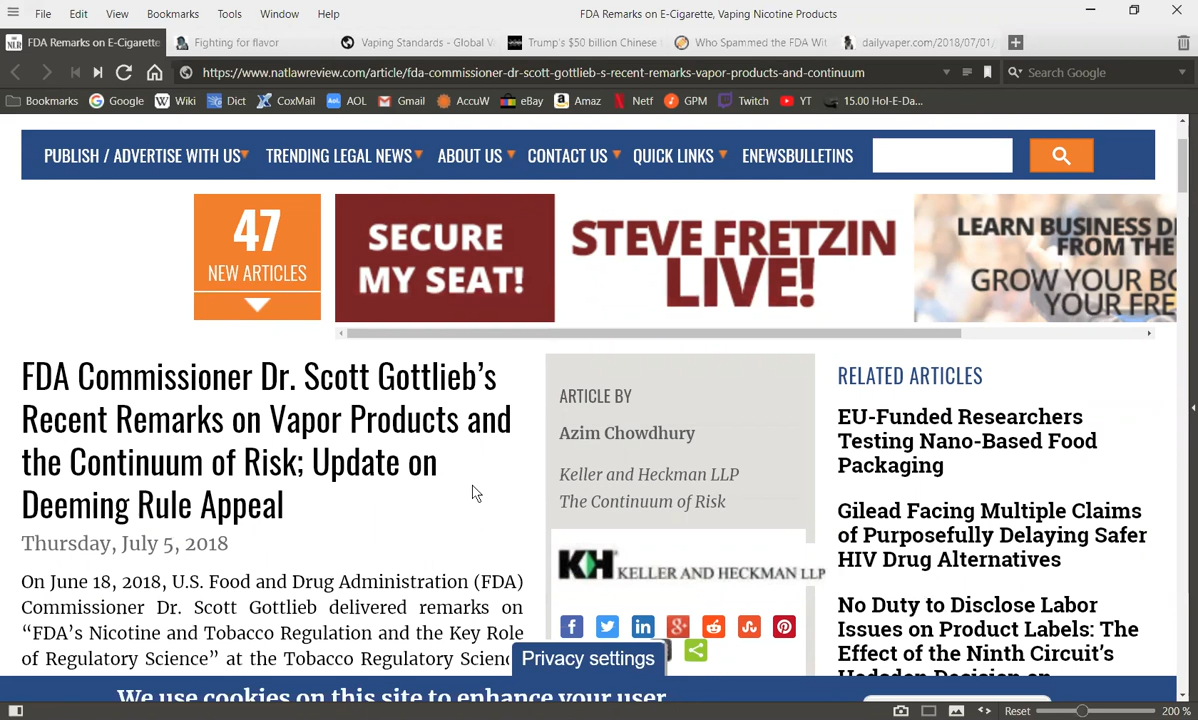 File Edit View Bookmarks Tools Window Help
FDA Remarks on E-Cigarette, Vaping Nicotine Products
FDA Remarks on E-Cigarette
Fighting for flavor
Vaping Standards - Global V
Trump's $50 billion Chinese
Who Spammed the FDA Wit
dailyvaper.com/2018/07/01/
https://www.natlawreview.com/article/fda-commissioner-dr-scott-gottlieb-s-recent-remarks-vapor-products-and-continuum
Search Google
Bookmarks Google Wiki Dict CoxMail AOL Gmail AccuW eBay Amaz Netf GPM Twitch YT 15.00 Hol-E-Da...
PUBLISH / ADVERTISE WITH US TRENDING LEGAL NEWS ABOUT US CONTACT US QUICK LINKS ENEWSBULLETINS
47
NEW ARTICLES
SECURE
MY SEAT!
STEVE FRETZIN
LIVE!
LEARN BUSINESS D
FROM THE
GROW YOUR BO
YOUR FRE
FDA Commissioner Dr. Scott Gottlieb's
Recent Remarks on Vapor Products and
the Continuum of Risk; Update on
Deeming Rule Appeal
Thursday, July 5, 2018
On June 18, 2018, U.S. Food and Drug Administration (FDA)
Commissioner Dr. Scott Gottlieb delivered remarks on
“FDA's Nicotine and Tobacco Regulation and the Key Role
of Regulatory Science” at the Tobacco Regulatory Scienc
ARTICLE BY
Azim Chowdhury
Keller and Heckman LLP
The Continuum of Risk
KH KELLER AND HECKMAN LLP
RELATED ARTICLES
EU-Funded Researchers
Testing Nano-Based Food
Packaging
Gilead Facing Multiple Claims
of Purposefully Delaying Safer
HIV Drug Alternatives
No Duty to Disclose Labor
Issues on Product Labels: The
Effect of the Ninth Circuit's
Privacy settings
We use cookies on this site to enhance your user
Reset
200 %